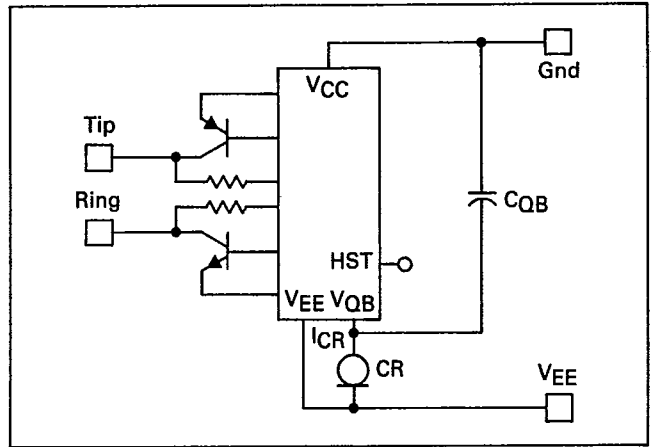 Gnd
VCC
Tip
Ring
CQB
HST
VEE VQB
ICR
CR
VEE